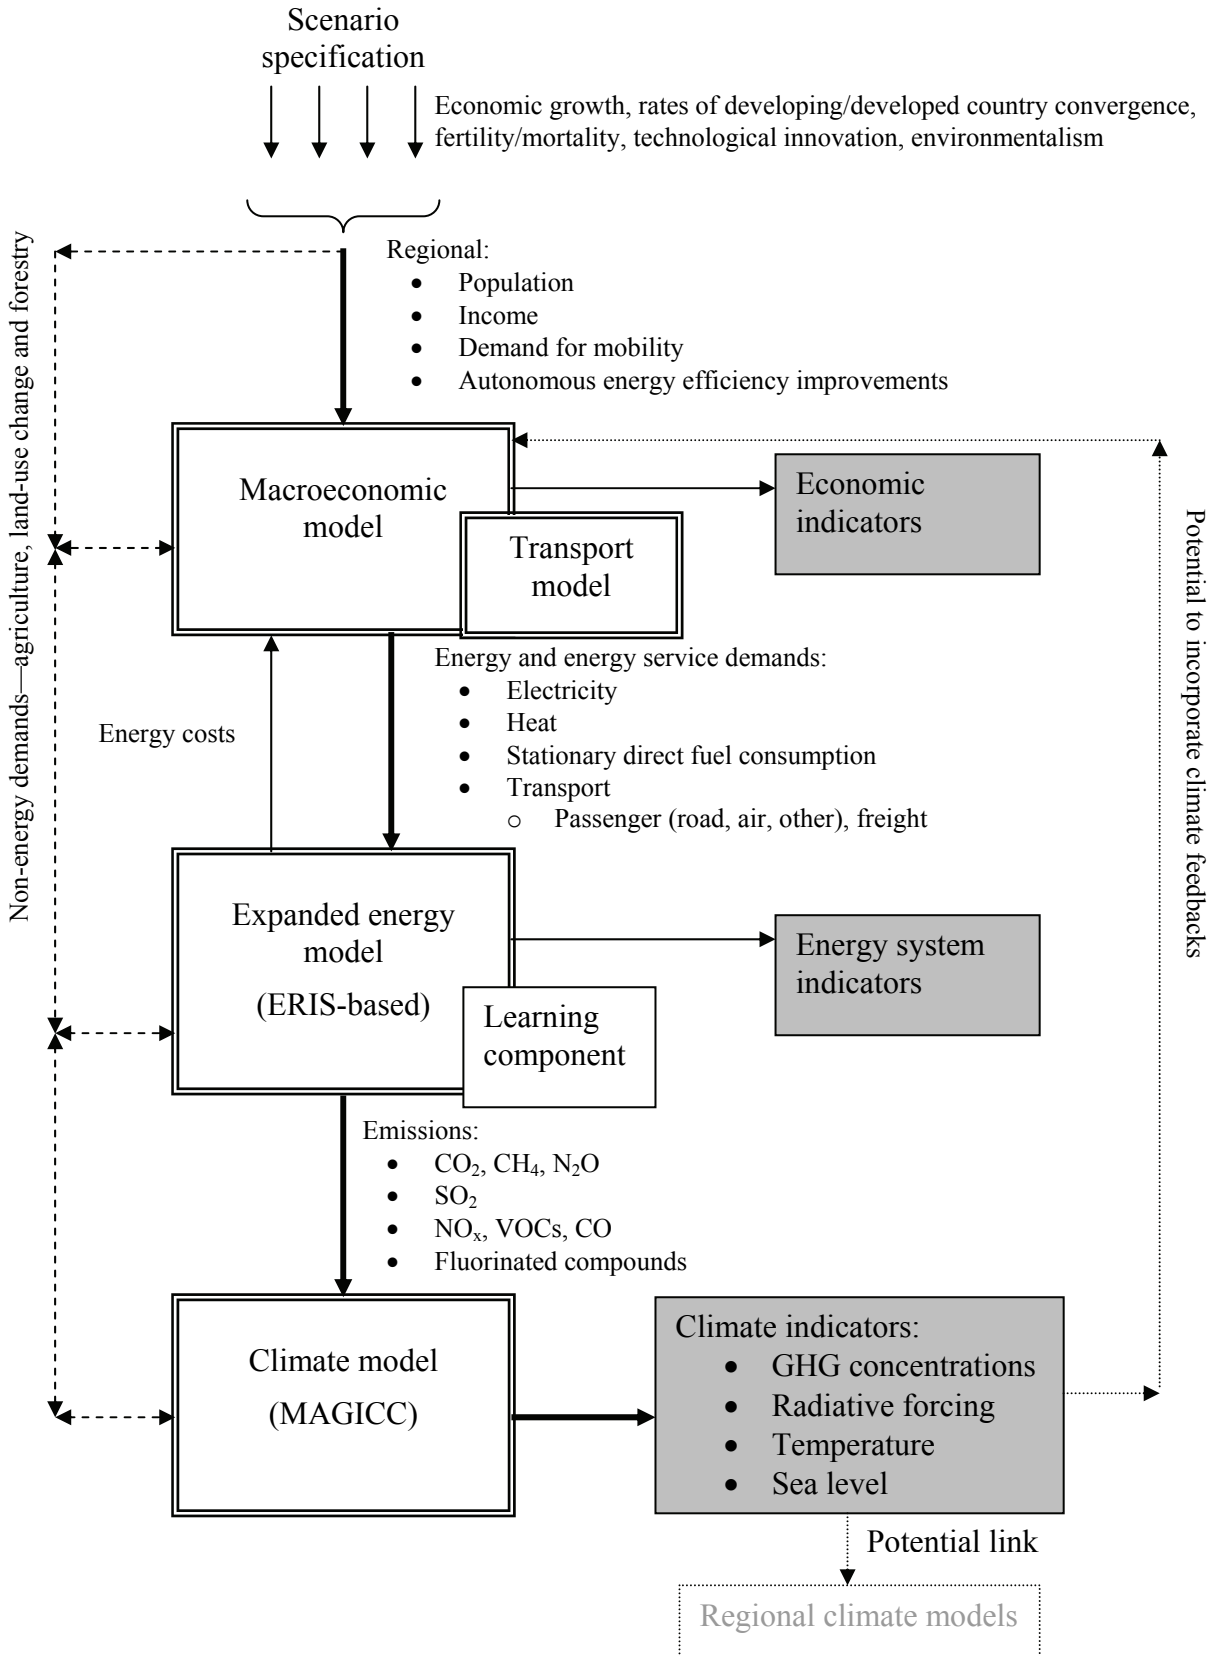 Scenario
specification
Economic growth, rates of developing/developed country convergence,
fertility/mortality, technological innovation, environmentalism
Non-energy demands—agriculture, land-use change and forestry
Regional:
• Population
• Income
• Demand for mobility
• Autonomous energy efficiency improvements
Macroeconomic
model
Transport
model
Economic
indicators
Potential to incorporate climate feedbacks
Energy costs
Energy and energy service demands:
• Electricity
• Heat
• Stationary direct fuel consumption
• Transport
o Passenger (road, air, other), freight
Expanded energy
model
(ERIS-based)
Learning
component
Energy system
indicators
Emissions:
• CO₂, CH₄, N₂O
• SO₂
• NOₓ, VOCs, CO
• Fluorinated compounds
Climate model
(MAGICC)
Climate indicators:
• GHG concentrations
• Radiative forcing
• Temperature
• Sea level
Potential link
Regional climate models